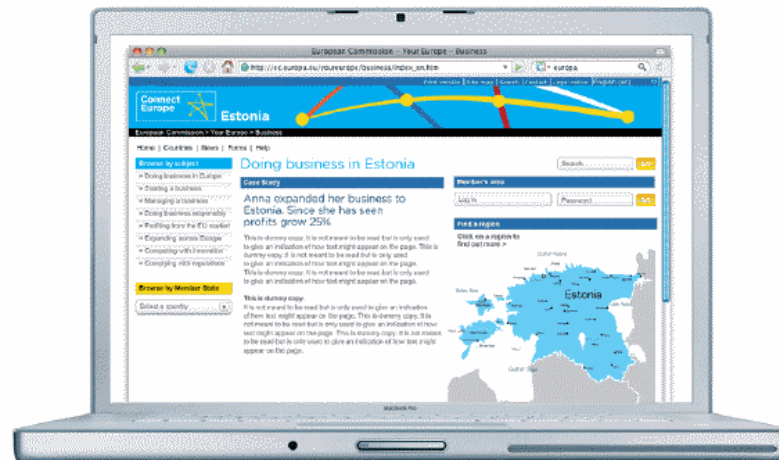 European Commission – Your Europe – Business
europa
Connect
Europe
Estonia
European Commission > Your Europe > Business
Home | Countries | News | Forms | Help
Browse by subject
» Doing business in Europe
» Starting a business
» Managing a business
» Doing business responsibly
» Profiting from the EU market
» Expanding across Europe
» Competing with innovation
» Complying with regulations
Browse by Member State
Select a country
Doing business in Estonia
Case Story
Anna expanded her business to
Estonia. Since she has seen
profits grow 25%
This is dummy copy. It is not meant to be read but is only used
to give an indication of how text might appear on the page. This is
dummy copy. It is not meant to be read but is only used
to give an indication of how text might appear on the page.
This is dummy copy. It is not meant to be read but is only used
to give an indication of how text might appear on the page.
This is dummy copy.
It is not meant to be read but is only used to give an indication
of how text might appear on the page. This is dummy copy. It is
not meant to be read but is only used to give an indication of how
text might appear on the page. This is dummy copy. It is not meant
to be read but is only used to give an indication of how text might
appear on the page.
Search
Member's area
Log in
Password
Find a region
Click on a region to
find out more >
Estonia
MacBook Pro